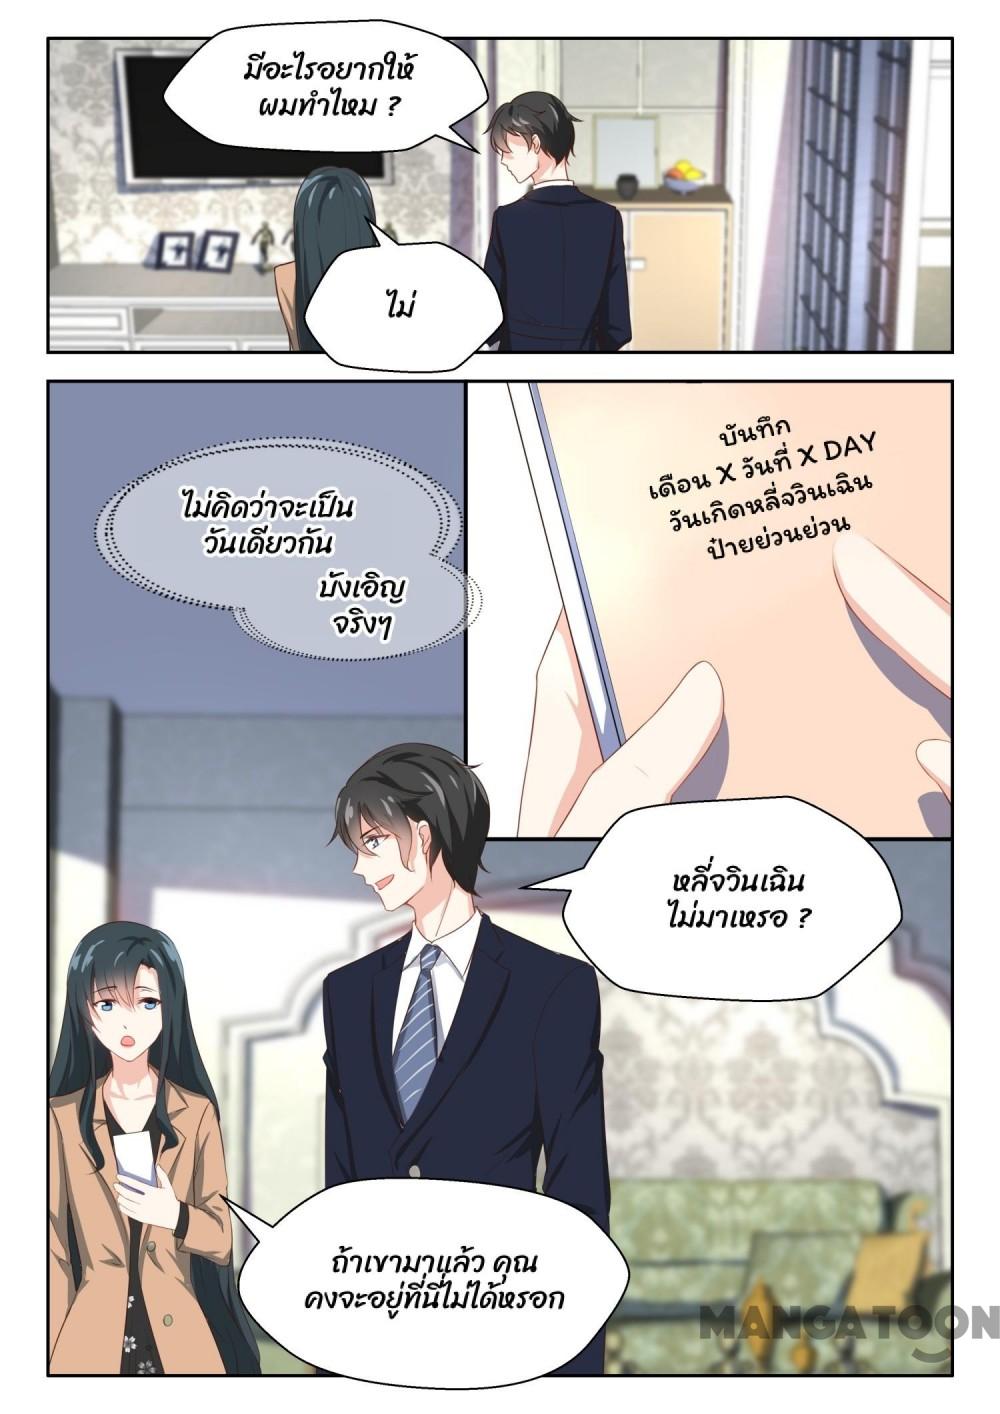 มีอะไรอยากให้
ผมทำไหม ?
ไม่
บันทึก
เดือน X วันที่ X DAY
วันเกิดหลี่จวินเฉิน
ป๋ายย่วนย่วน
ไม่คิดว่าจะเป็น
วันเดียวกัน
บังเอิญ
จริงๆ
หลี่จวินเฉิน
ไม่มาเหรอ ?
ถ้าเขามาแล้ว คุณ
คงจะอยู่ที่นี่ไม่ได้หรอก
MANGATOON